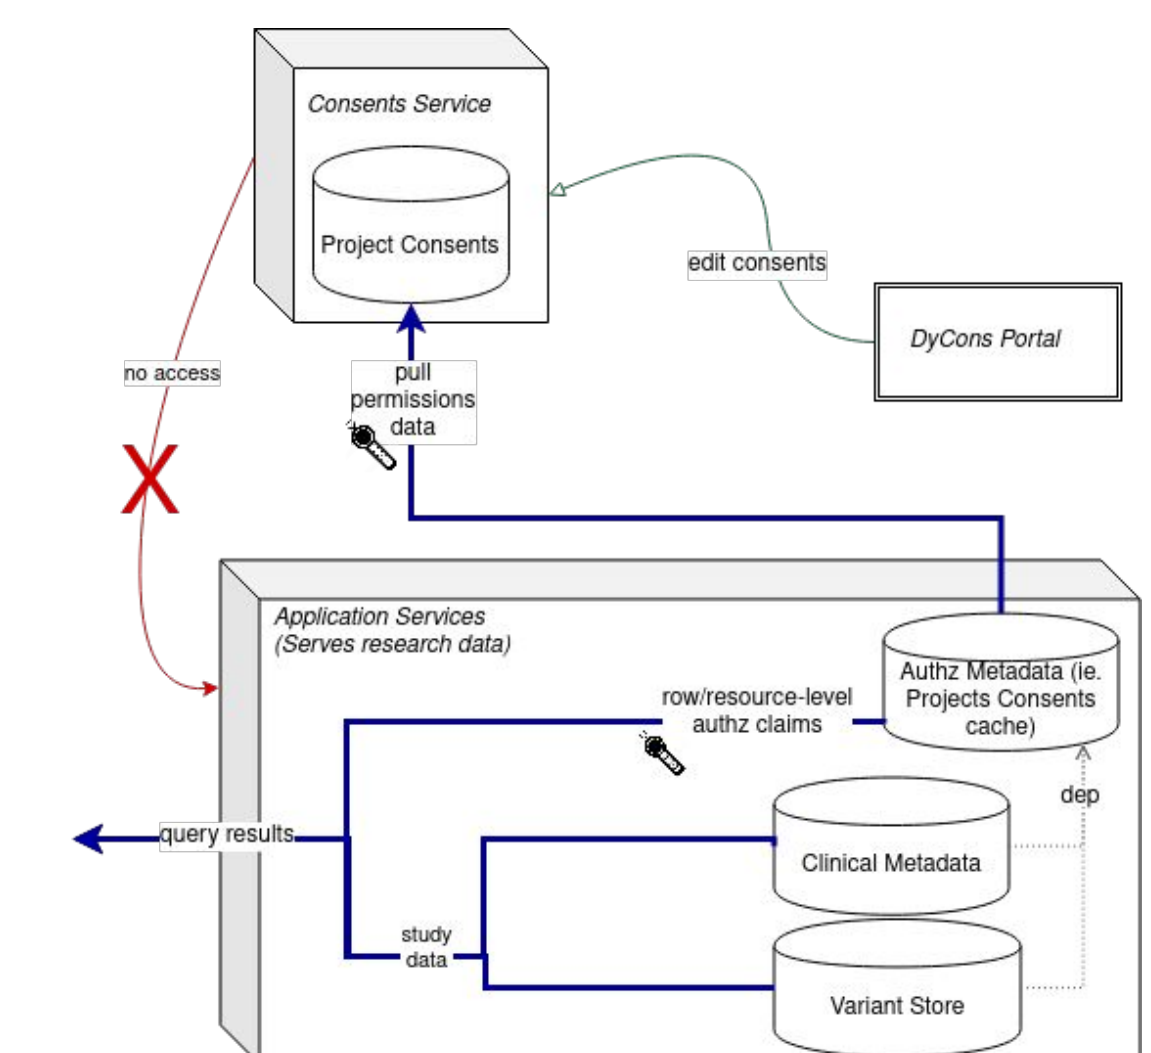 Consents Service
Project Consents
edit consents
DyCons Portal
no access
pull
permissions
data
X
Application Services
(Serves research data)
Authz Metadata (ie.
Projects Consents
cache)
row/resource-level
authz claims
dep
query results
Clinical Metadata
study
data
Variant Store